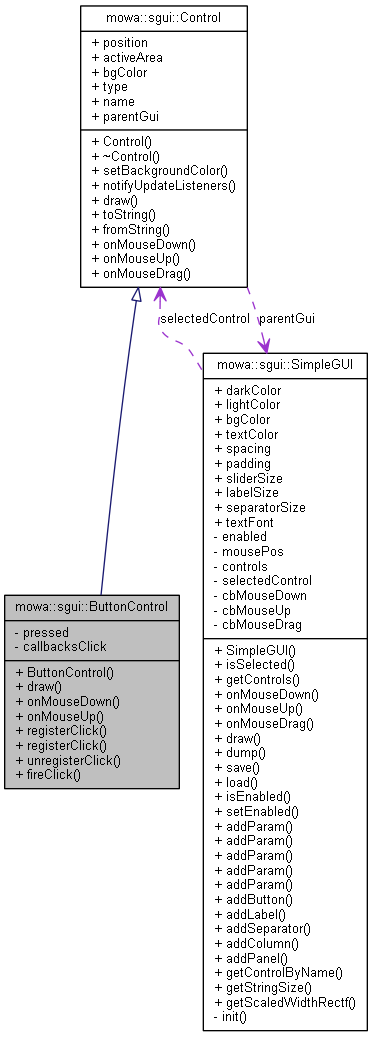 mowa::sgui::Control
+ position
+ activeArea
+ bgColor
+ type
+ name
+ parentGui
+ Control()
+ ~Control()
+ setBackgroundColor()
+ notifyUpdateListeners()
+ draw()
+ toString()
+ fromString()
+ onMouseDown()
+ onMouseUp()
+ onMouseDrag()
selectedControl
parentGui
mowa::sgui::SimpleGUI
+ darkColor
+ lightColor
+ bgColor
+ textColor
+ spacing
+ padding
+ sliderSize
+ labelSize
+ separatorSize
+ textFont
- enabled
- mousePos
- controls
- selectedControl
- cbMouseDown
- cbMouseUp
- cbMouseDrag
+ SimpleGUI()
+ isSelected()
+ getControls()
+ onMouseDown()
+ onMouseUp()
+ onMouseDrag()
+ draw()
+ dump()
+ save()
+ load()
+ isEnabled()
+ setEnabled()
+ addParam()
+ addParam()
+ addParam()
+ addParam()
+ addParam()
+ addButton()
+ addLabel()
+ addSeparator()
+ addColumn()
+ addPanel()
+ getControlByName()
+ getStringSize()
+ getScaledWidthRectf()
- init()
mowa::sgui::ButtonControl
- pressed
- callbacksClick
+ ButtonControl()
+ draw()
+ onMouseDown()
+ onMouseUp()
+ registerClick()
+ registerClick()
+ unregisterClick()
+ fireClick()